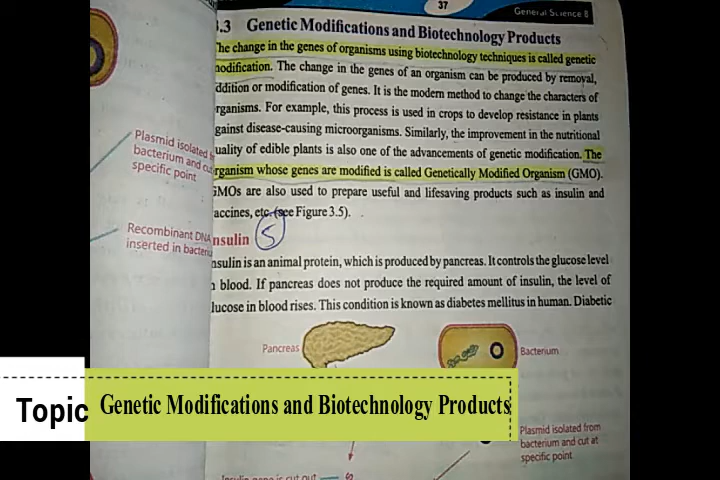 37
General Science 8
.3 Genetic Modifications and Biotechnology Products
he change in the genes of organisms using biotechnology techniques is called genetic
odification. The change in the genes of an organism can be produced by removal,
ddition or modification of genes. It is the modern method to change the characters of
rganisms. For example, this process is used in crops to develop resistance in plants
gainst disease-causing microorganisms. Similarly, the improvement in the nutritional
uality of edible plants is also one of the advancements of genetic modification. The
rganism whose genes are modified is called Genetically Modified Organism (GMO).
GMOs are also used to prepare useful and lifesaving products such as insulin and
accines, etc. (see Figure 3.5).
5
nsulin
nsulin is an animal protein, which is produced by pancreas. It controls the glucose level
n blood. If pancreas does not produce the required amount of insulin, the level of
lucose in blood rises. This condition is known as diabetes mellitus in human. Diabetic
Plasmid isolated
bacterium and cu
specific point
Recombinant DNA
inserted in bacteriu
Pancreas
Bacterium
Topic
Genetic Modifications and Biotechnology Products
Plasmid isolated from
bacterium and cut at
specific point
Insulin gene is cut out